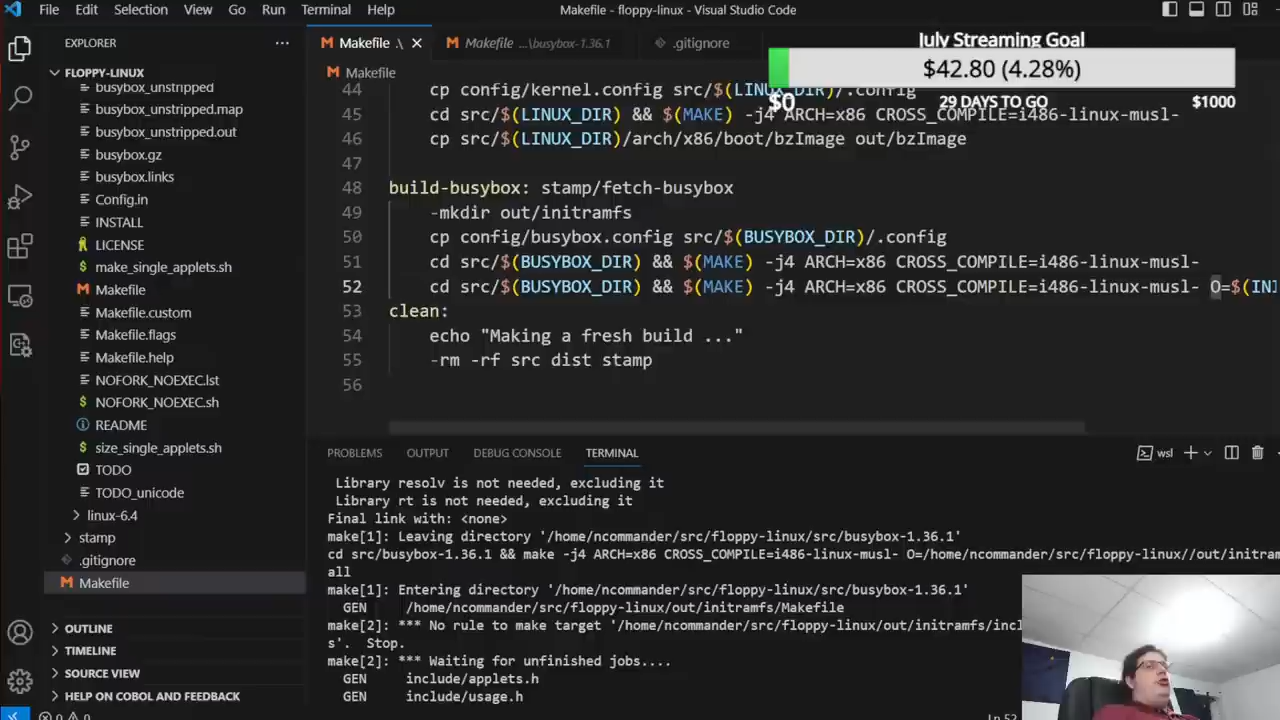 File Edit Selection View Go Run Terminal Help
Makefile - floppy-linux - Visual Studio Code
EXPLORER
FLOPPY-LINUX
busybox_unstripped
busybox_unstripped.map
busybox_unstripped.out
busybox.gz
busybox.links
Config.in
INSTALL
LICENSE
make_single_applets.sh
Makefile
Makefile.custom
Makefile.flags
Makefile.help
NOFORK_NOEXEC.lst
NOFORK_NOEXEC.sh
README
size_single_applets.sh
TODO
TODO_unicode
linux-6.4
stamp
.gitignore
Makefile
OUTLINE
TIMELINE
SOURCE VIEW
HELP ON COBOL AND FEEDBACK
Makefile .\ Makefile ...\busybox-1.36.1 .gitignore
Makefile
July Streaming Goal
$42.80 (4.28%)
$0 29 DAYS TO GO $1000
44 cp config/kernel.config src/$(LINUX_DIR)/.config
45 cd src/$(LINUX_DIR) && $(MAKE) -j4 ARCH=x86 CROSS_COMPILE=i486-linux-musl-
46 cp src/$(LINUX_DIR)/arch/x86/boot/bzImage out/bzImage
47
48 build-busybox: stamp/fetch-busybox
49 -mkdir out/initramfs
50 cp config/busybox.config src/$(BUSYBOX_DIR)/.config
51 cd src/$(BUSYBOX_DIR) && $(MAKE) -j4 ARCH=x86 CROSS_COMPILE=i486-linux-musl-
52 cd src/$(BUSYBOX_DIR) && $(MAKE) -j4 ARCH=x86 CROSS_COMPILE=i486-linux-musl- O=$(INI
53 clean:
54 echo "Making a fresh build ..."
55 -rm -rf src dist stamp
56
PROBLEMS OUTPUT DEBUG CONSOLE TERMINAL
wsl
Library resolv is not needed, excluding it
Library rt is not needed, excluding it
Final link with: <none>
make[1]: Leaving directory '/home/ncommander/src/floppy-linux/src/busybox-1.36.1'
cd src/busybox-1.36.1 && make -j4 ARCH=x86 CROSS_COMPILE=i486-linux-musl- O=/home/ncommander/src/floppy-linux//out/initram
all
make[1]: Entering directory '/home/ncommander/src/floppy-linux/src/busybox-1.36.1'
GEN /home/ncommander/src/floppy-linux/out/initramfs/Makefile
make[2]: *** No rule to make target '/home/ncommander/src/floppy-linux/out/initramfs/incl
s'. Stop.
make[2]: *** Waiting for unfinished jobs....
GEN include/applets.h
GEN include/usage.h
0 0
Ln 52